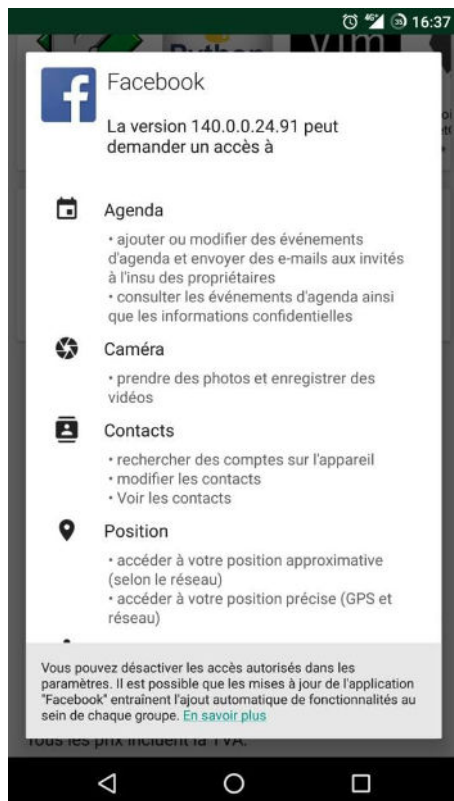 4G 35 16:37
Python Vim
Facebook
La version 140.0.0.24.91 peut
demander un accès à
Agenda
• ajouter ou modifier des événements
d'agenda et envoyer des e-mails aux invités
à l'insu des propriétaires
• consulter les événements d'agenda ainsi
que les informations confidentielles
Caméra
• prendre des photos et enregistrer des
vidéos
Contacts
• rechercher des comptes sur l'appareil
• modifier les contacts
• Voir les contacts
Position
• accéder à votre position approximative
(selon le réseau)
• accéder à votre position précise (GPS et
réseau)
Vous pouvez désactiver les accès autorisés dans les
paramètres. Il est possible que les mises à jour de l'application
"Facebook" entraînent l'ajout automatique de fonctionnalités au
sein de chaque groupe. En savoir plus
Tous les prix incluent la TVA.